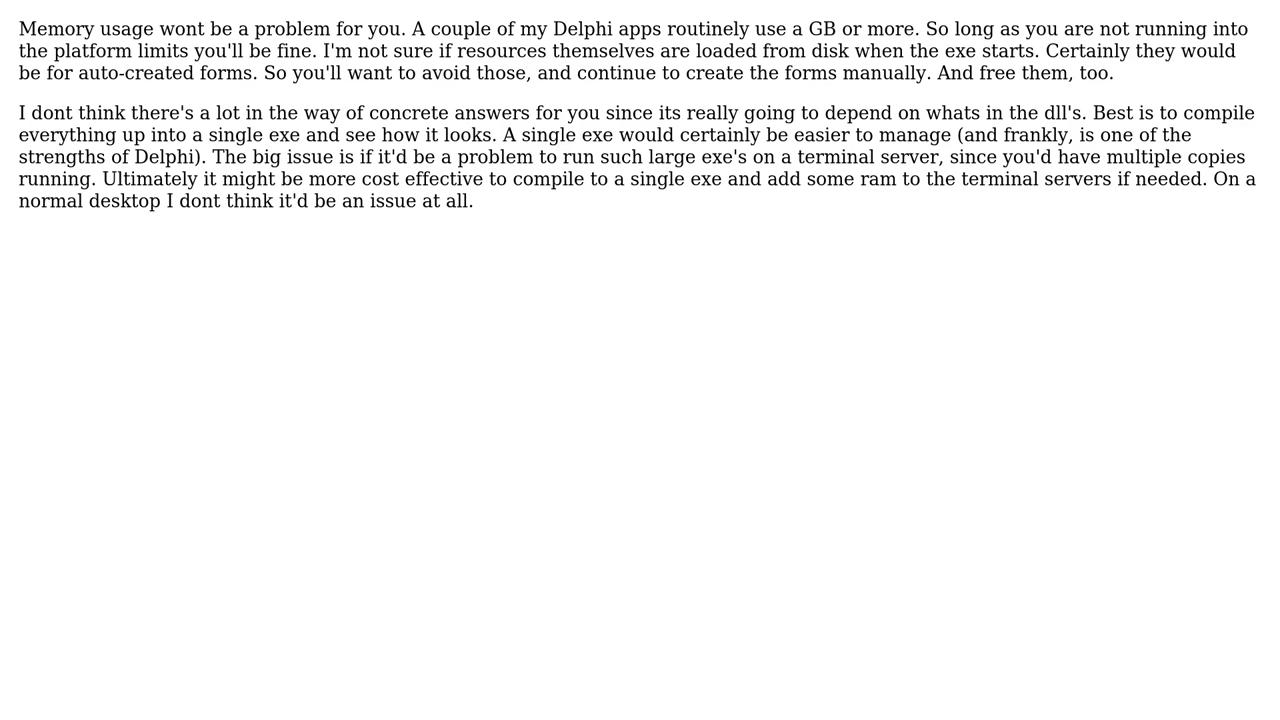 Memory usage wont be a problem for you. A couple of my Delphi apps routinely use a GB or more. So long as you are not running into
the platform limits you'll be fine. I'm not sure if resources themselves are loaded from disk when the exe starts. Certainly they would
be for auto-created forms. So you'll want to avoid those, and continue to create the forms manually. And free them, too.
I dont think there's a lot in the way of concrete answers for you since its really going to depend on whats in the dll's. Best is to compile
everything up into a single exe and see how it looks. A single exe would certainly be easier to manage (and frankly, is one of the
strengths of Delphi). The big issue is if it'd be a problem to run such large exe's on a terminal server, since you'd have multiple copies
running. Ultimately it might be more cost effective to compile to a single exe and add some ram to the terminal servers if needed. On a
normal desktop I dont think it'd be an issue at all.